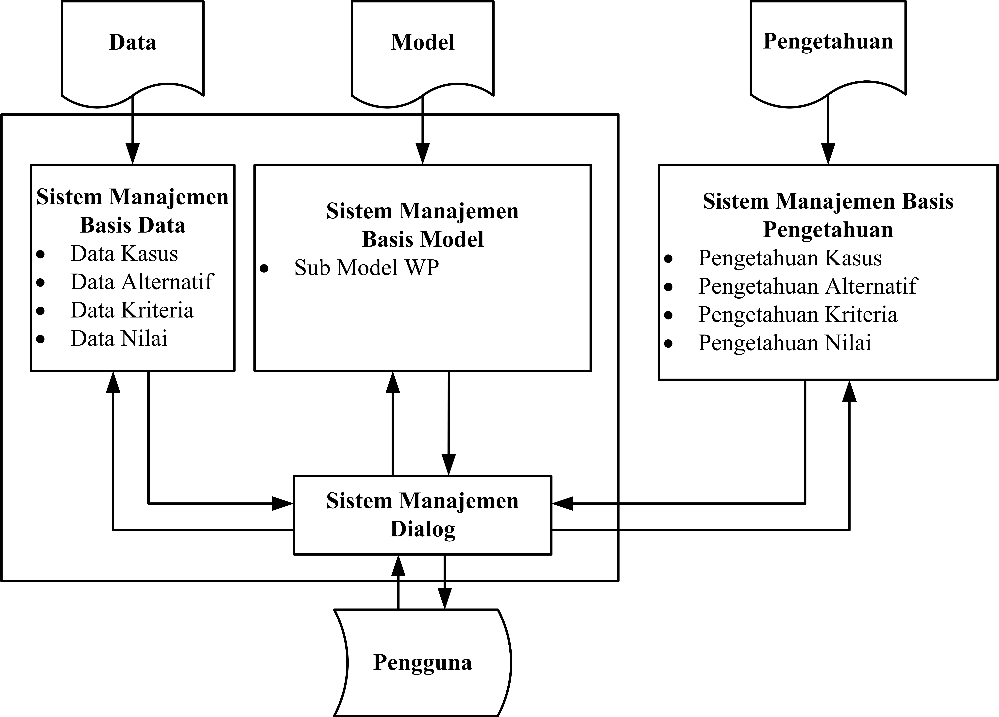 Data
Model
Pengetahuan
Sistem Manajemen
Basis Data
• Data Kasus
• Data Alternatif
• Data Kriteria
• Data Nilai
Sistem Manajemen
Basis Model
• Sub Model WP
Sistem Manajemen Basis
Pengetahuan
• Pengetahuan Kasus
• Pengetahuan Alternatif
• Pengetahuan Kriteria
• Pengetahuan Nilai
Sistem Manajemen
Dialog
Pengguna